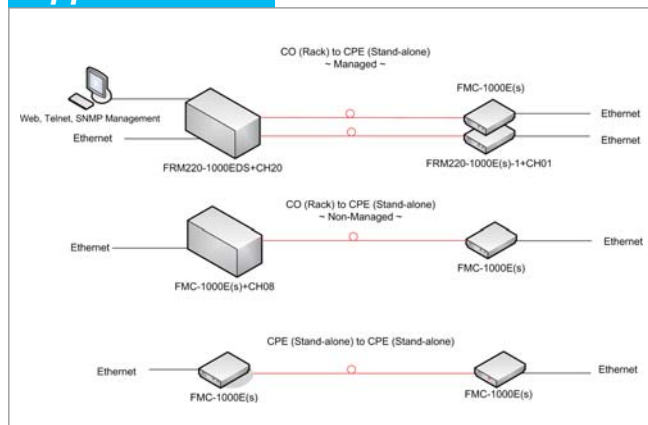 CO (Rack) to CPE (Stand-alone)
~ Managed ~
FMC-1000E(s)
Ethernet
Web, Telnet, SNMP Management
Ethernet
Ethernet
FRM220-1000EDS+CH20
FRM220-1000E(s)-1+CH01
CO (Rack) to CPE (Stand-alone)
~ Non-Managed ~
Ethernet
Ethernet
FMC-1000E(s)
FMC-1000E(s)+CH08
CPE (Stand-alone) to CPE (Stand-alone)
Ethernet
Ethernet
FMC-1000E(s)
FMC-1000E(s)